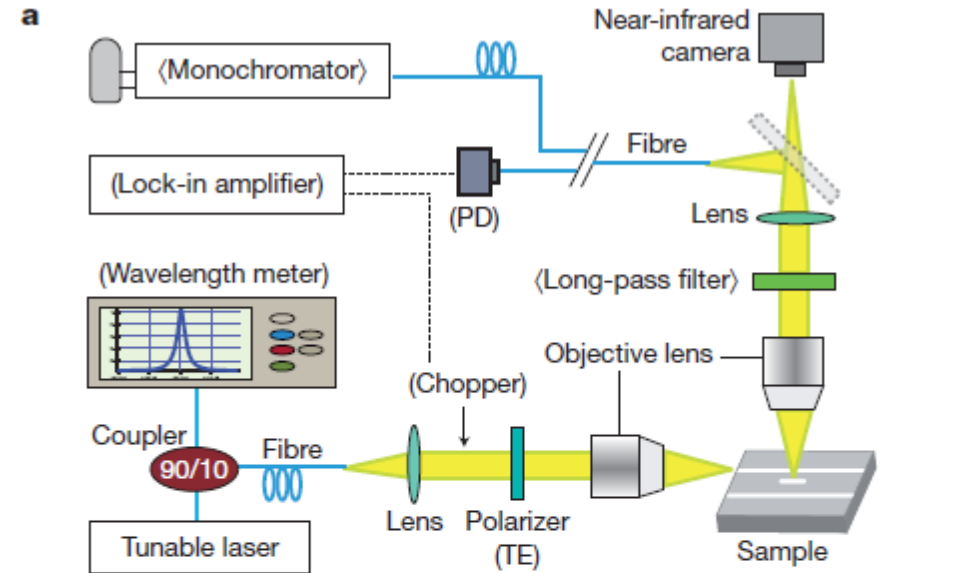 a
Near-infrared
camera
⟨Monochromator⟩
Fibre
(Lock-in amplifier)
(PD)
Lens
(Wavelength meter)
⟨Long-pass filter⟩
Objective lens
(Chopper)
Coupler
Fibre
90/10
Lens
Polarizer
(TE)
Tunable laser
Sample